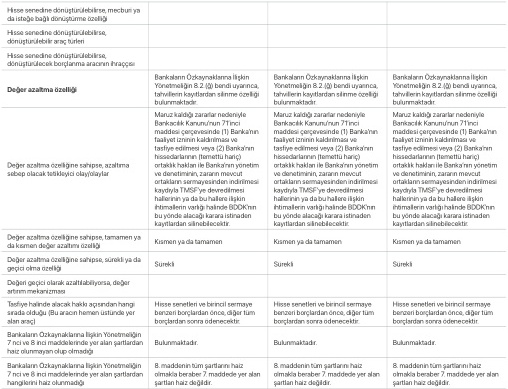 Hisse senedine dönüştürülebilirse, mecburi ya
da isteğe bağlı dönüştürme özelliği
Hisse senedine dönüştürülebilirse,
dönüştürülebilir araç türleri
Hisse senedine dönüştürülebilirse,
dönüştürülecek borçlanma aracının ihraççısı
Değer azaltma özelliği
Bankaların Özkaynaklarına İlişkin
Yönetmeliğin 8.2.(ğ) bendi uyarınca,
tahvillerin kayıtlardan silinme özelliği
bulunmaktadır.
Bankaların Özkaynaklarına İlişkin
Yönetmeliğin 8.2.(ğ) bendi uyarınca,
tahvillerin kayıtlardan silinme özelliği
bulunmaktadır.
Bankaların Özkaynaklarına İlişkin
Yönetmeliğin 8.2.(ğ) bendi uyarınca,
tahvillerin kayıtlardan silinme özelliği
bulunmaktadır.
Değer azaltma özelliğine sahipse, azaltıma
sebep olacak tetikleyici olay/olaylar
Maruz kaldığı zararlar nedeniyle
Bankacılık Kanunu'nun 71'inci
maddesi çerçevesinde (1) Banka'nın
faaliyet izninin kaldırılması ve
tasfiye edilmesi veya (2) Banka'nın
hissedarlarının (temettü hariç)
ortaklık hakları ile Banka'nın yönetim
ve denetiminin, zararın mevcut
ortakların sermayesinden indirilmesi
kaydıyla TMSF'ye devredilmesi
hallerinin ya da bu hallere ilişkin
ihtimallerin varlığı halinde BDDK'nın
bu yönde alacağı karara istinaden
kayıtlardan silinebilecektir.
Maruz kaldığı zararlar nedeniyle
Bankacılık Kanunu'nun 71'inci
maddesi çerçevesinde (1) Banka'nın
faaliyet izninin kaldırılması ve
tasfiye edilmesi veya (2) Banka'nın
hissedarlarının (temettü hariç)
ortaklık hakları ile Banka'nın yönetim
ve denetiminin, zararın mevcut
ortakların sermayesinden indirilmesi
kaydıyla TMSF'ye devredilmesi
hallerinin ya da bu hallere ilişkin
ihtimallerin varlığı halinde BDDK'nın
bu yönde alacağı karara istinaden
kayıtlardan silinebilecektir.
Maruz kaldığı zararlar nedeniyle
Bankacılık Kanunu'nun 71'inci
maddesi çerçevesinde (1) Banka'nın
faaliyet izninin kaldırılması ve
tasfiye edilmesi veya (2) Banka'nın
hissedarlarının (temettü hariç)
ortaklık hakları ile Banka'nın yönetim
ve denetiminin, zararın mevcut
ortakların sermayesinden indirilmesi
kaydıyla TMSF'ye devredilmesi
hallerinin ya da bu hallere ilişkin
ihtimallerin varlığı halinde BDDK'nın
bu yönde alacağı karara istinaden
kayıtlardan silinebilecektir.
Değer azaltma özelliğine sahipse, tamamen ya
da kısmen değer azaltımı özelliği
Kısmen ya da tamamen
Kısmen ya da tamamen
Kısmen ya da tamamen
Değer azaltma özelliğine sahipse, sürekli ya da
geçici olma özelliği
Sürekli
Sürekli
Sürekli
Değeri geçici olarak azaltılabiliyorsa, değer
artırım mekanizması
Tasfiye halinde alacak hakkı açısından hangi
sırada olduğu (Bu aracın hemen üstünde yer
alan araç)
Hisse senetleri ve birincil sermaye
benzeri borçlardan önce, diğer tüm
borçlardan sonra ödenecektir.
Hisse senetleri ve birincil sermaye
benzeri borçlardan önce, diğer tüm
borçlardan sonra ödenecektir.
Hisse senetleri ve birincil sermaye
benzeri borçlardan önce, diğer tüm
borçlardan sonra ödenecektir.
Bankaların Özkaynaklarına İlişkin Yönetmeliğin
7 nci ve 8 inci maddelerinde yer alan şartlardan
haiz olunmayan olup olmadığı
Bulunmaktadır.
Bulunmaktadır.
Bulunmaktadır.
Bankaların Özkaynaklarına İlişkin Yönetmeliğin
7 nci ve 8 inci maddelerinde yer alan şartlardan
hangilerini haiz olunmadığı
8. maddenin tüm şartlarını haiz
olmakla beraber 7. maddede yer alan
şartları haiz değildir.
8. maddenin tüm şartlarını haiz
olmakla beraber 7. maddede yer alan
şartları haiz değildir.
8. maddenin tüm şartlarını haiz
olmakla beraber 7. maddede yer alan
şartları haiz değildir.